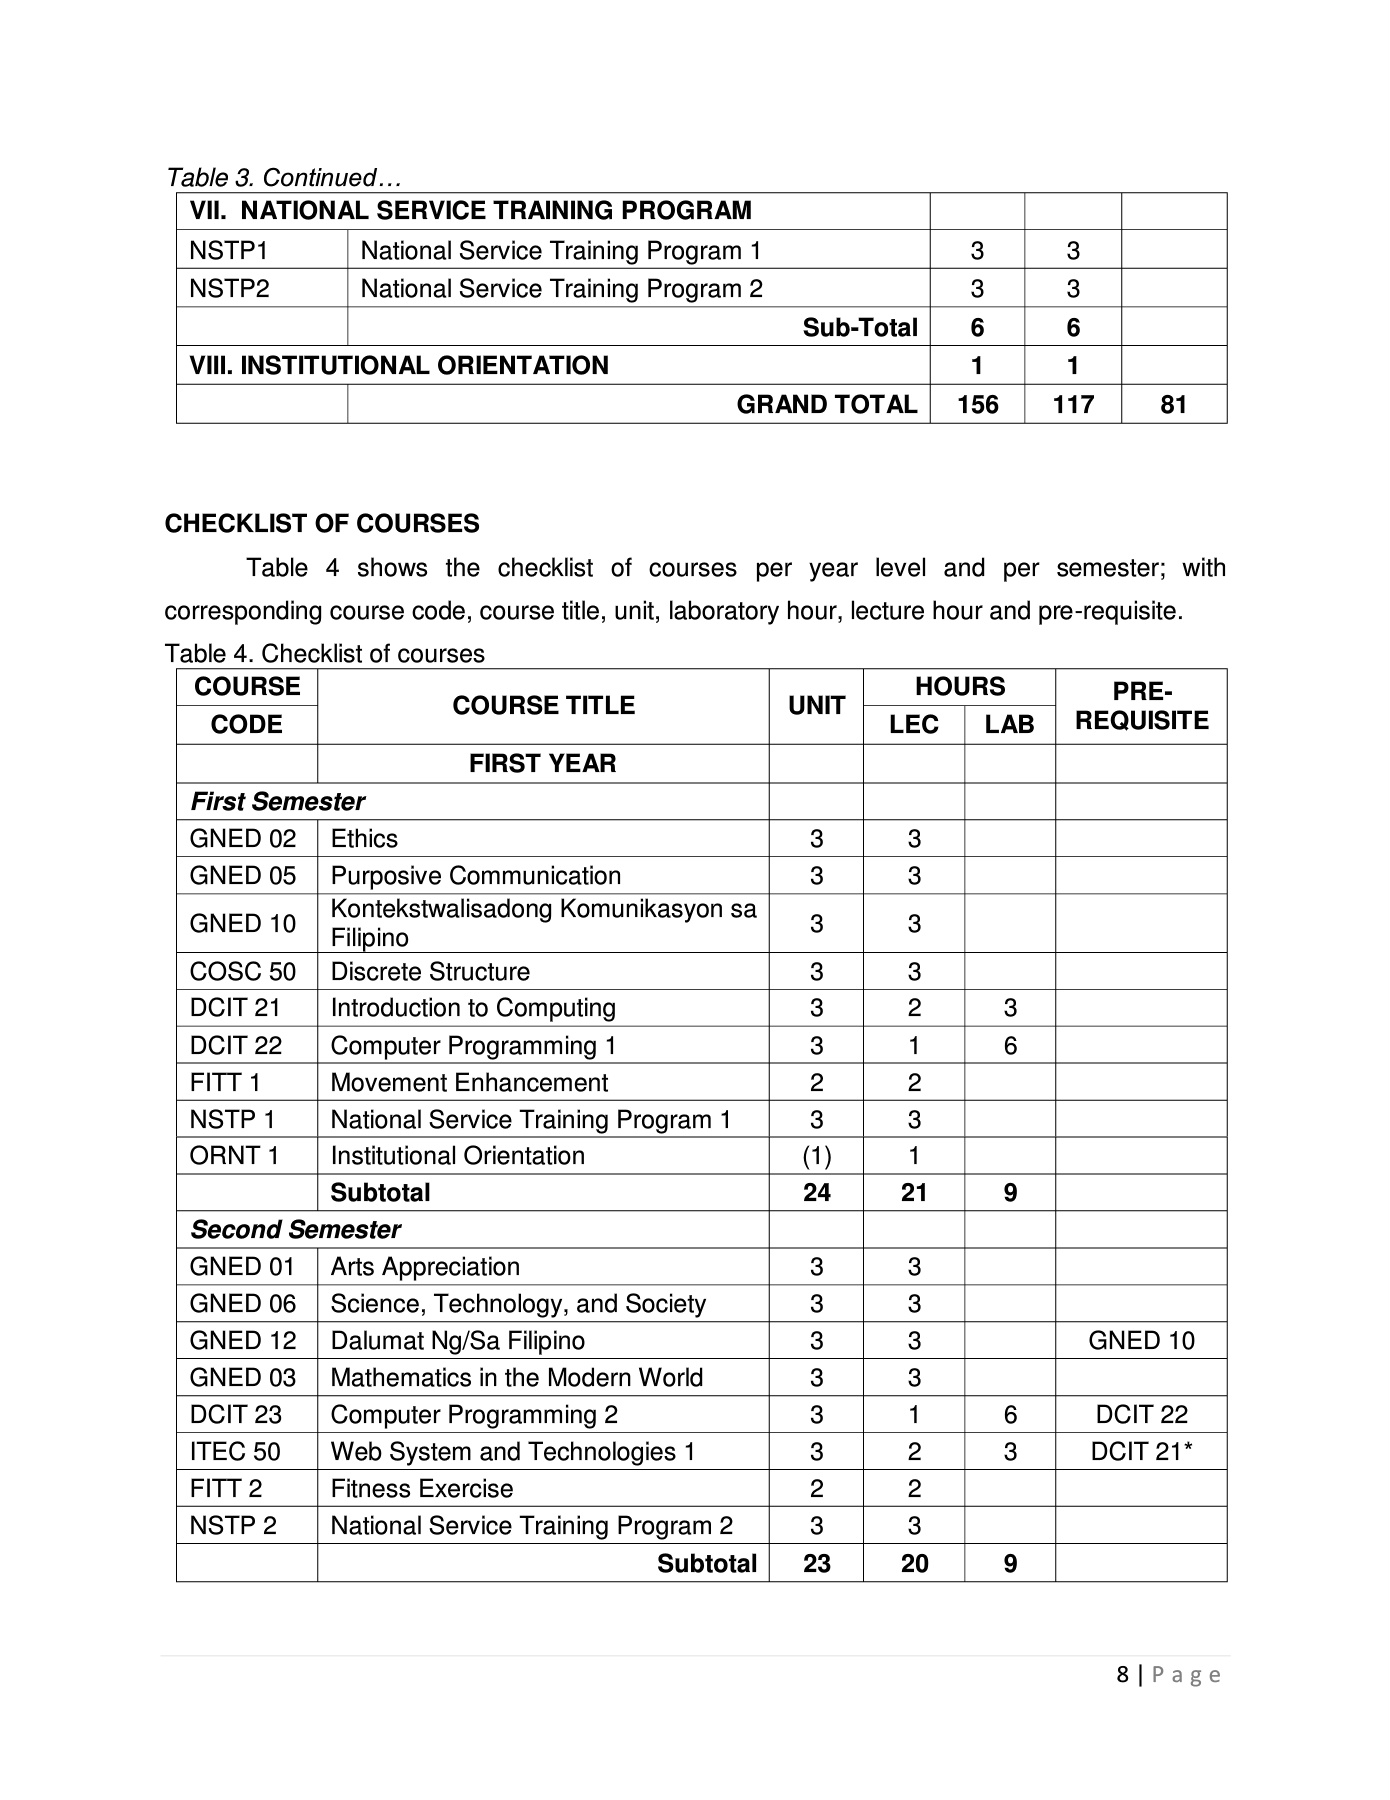 Table 3. Continued…
VII. NATIONAL SERVICE TRAINING PROGRAM
NSTP1 National Service Training Program 1 3 3
NSTP2 National Service Training Program 2 3 3
Sub-Total 6 6
VIII. INSTITUTIONAL ORIENTATION 1 1
GRAND TOTAL 156 117 81
CHECKLIST OF COURSES
Table 4 shows the checklist of courses per year level and per semester; with
corresponding course code, course title, unit, laboratory hour, lecture hour and pre-requisite.
Table 4. Checklist of courses
COURSE CODE COURSE TITLE UNIT HOURS LEC LAB PRE-REQUISITE
FIRST YEAR
First Semester
GNED 02 Ethics 3 3
GNED 05 Purposive Communication 3 3
GNED 10 Kontekstwalisadong Komunikasyon sa Filipino 3 3
COSC 50 Discrete Structure 3 3
DCIT 21 Introduction to Computing 3 2 3
DCIT 22 Computer Programming 1 3 1 6
FITT 1 Movement Enhancement 2 2
NSTP 1 National Service Training Program 1 3 3
ORNT 1 Institutional Orientation (1) 1
Subtotal 24 21 9
Second Semester
GNED 01 Arts Appreciation 3 3
GNED 06 Science, Technology, and Society 3 3
GNED 12 Dalumat Ng/Sa Filipino 3 3 GNED 10
GNED 03 Mathematics in the Modern World 3 3
DCIT 23 Computer Programming 2 3 1 6 DCIT 22
ITEC 50 Web System and Technologies 1 3 2 3 DCIT 21*
FITT 2 Fitness Exercise 2 2
NSTP 2 National Service Training Program 2 3 3
Subtotal 23 20 9
8 | Page